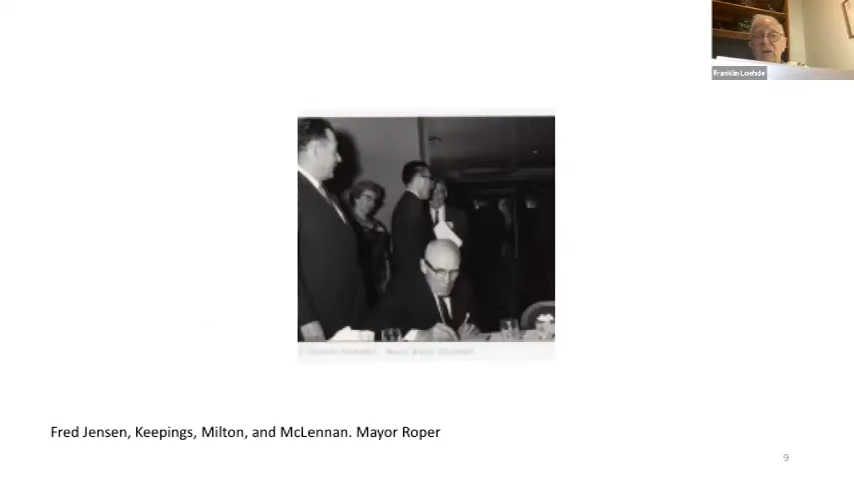 Franklin Loehde
Fred Jensen, Keepings, Milton, and McLennan. Mayor Roper
9